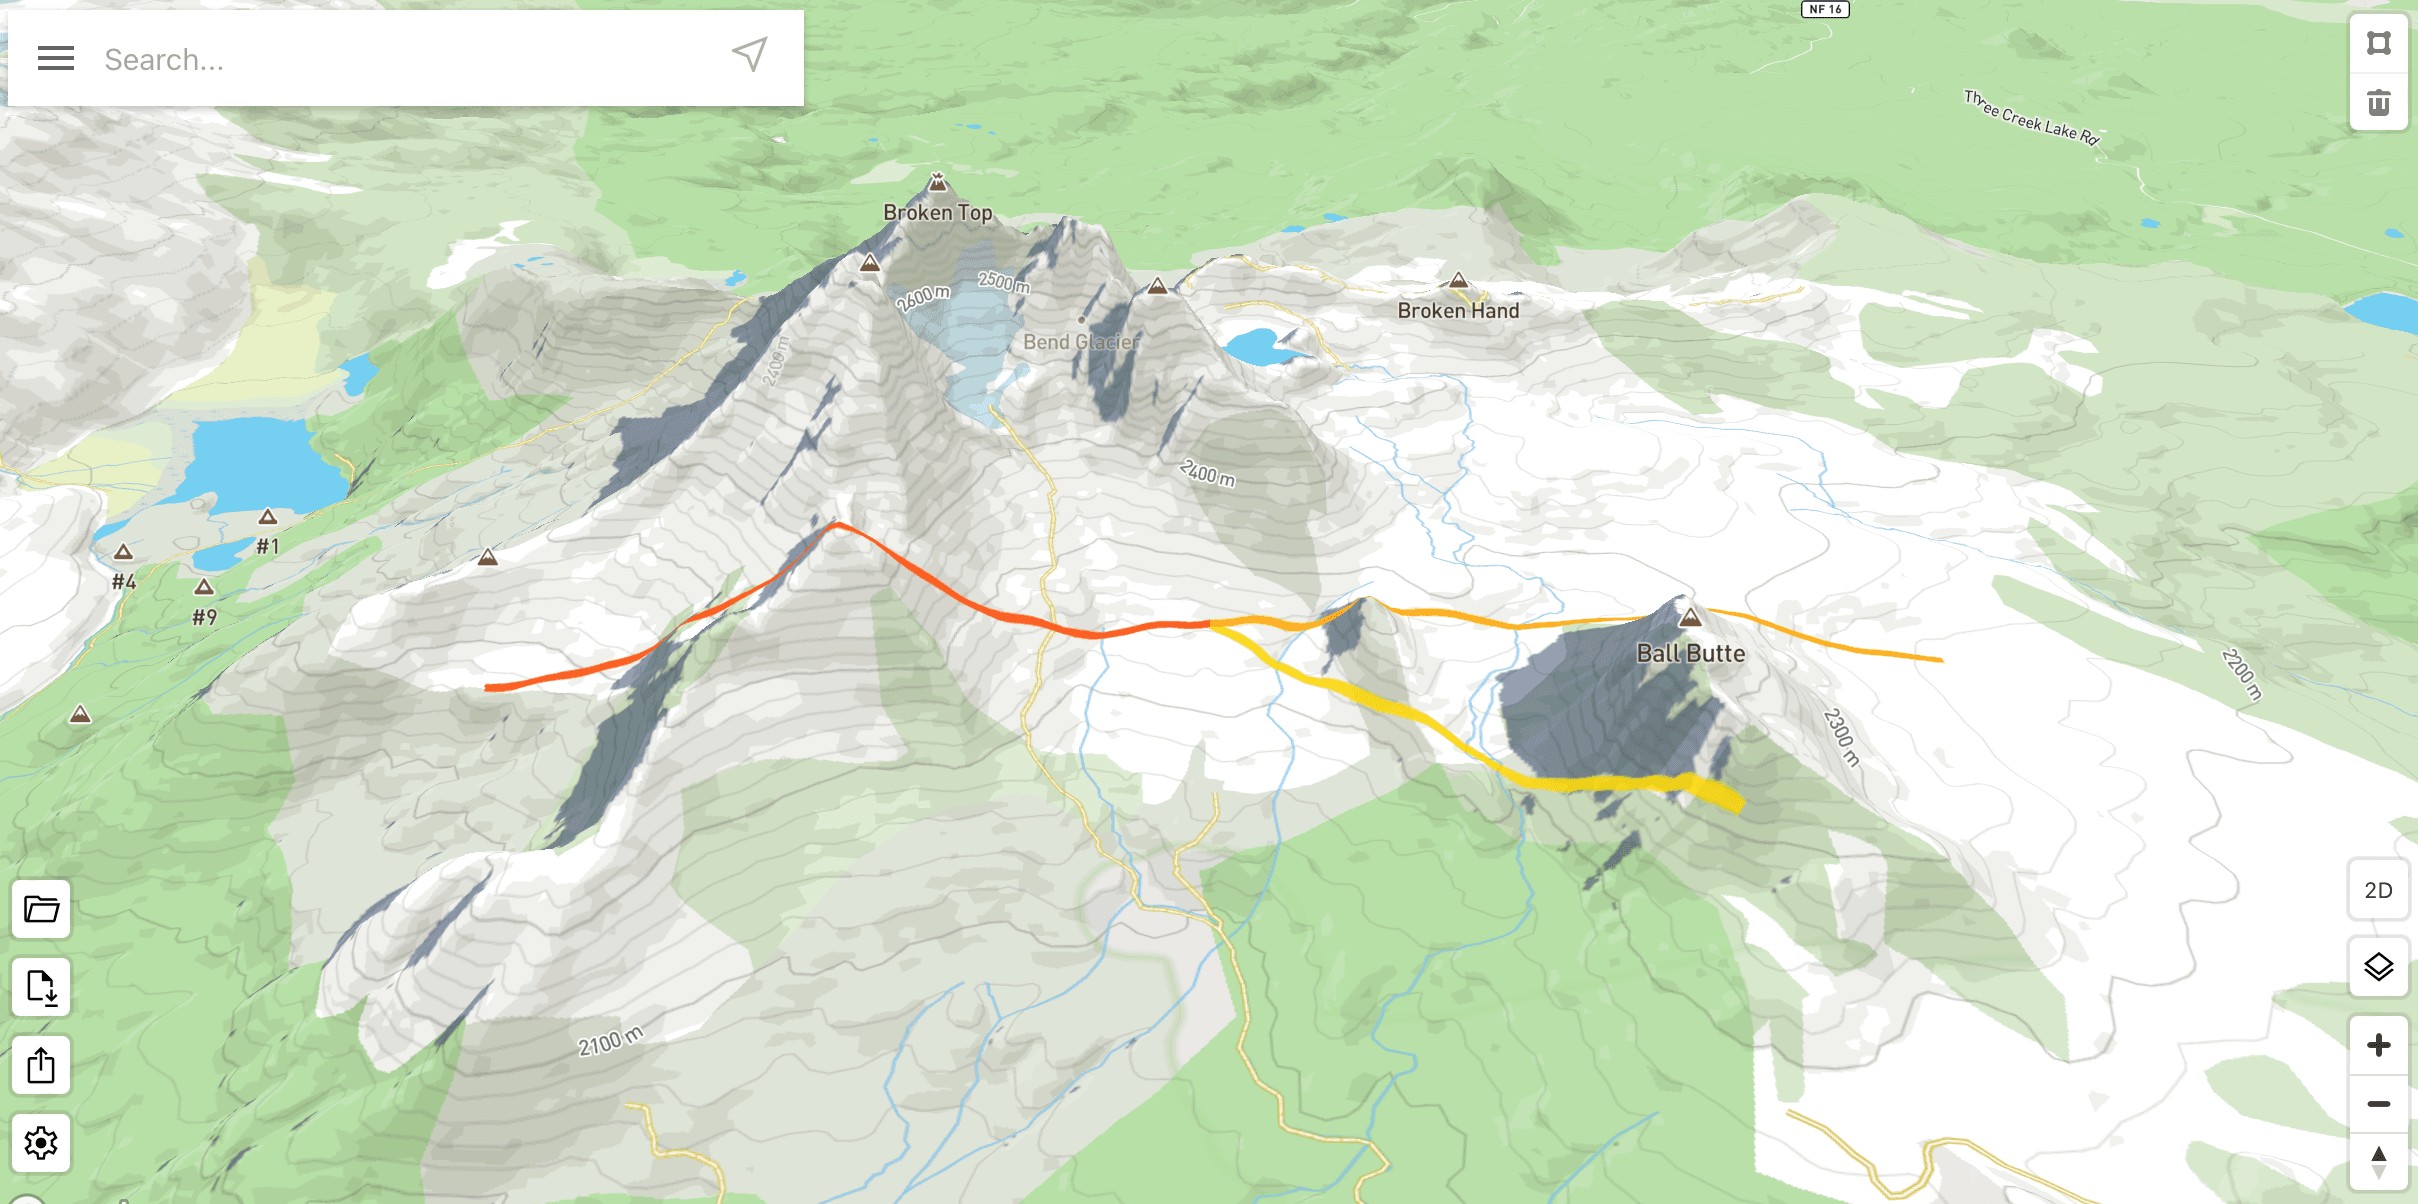 NF 16
Search...
Three Creek Lake Rd
Broken Top
2600 m
2500 m
Bend Glacier
Broken Hand
2400 m
2400 m
#1
#4
#9
Ball Butte
2200 m
2300 m
2D
2100 m